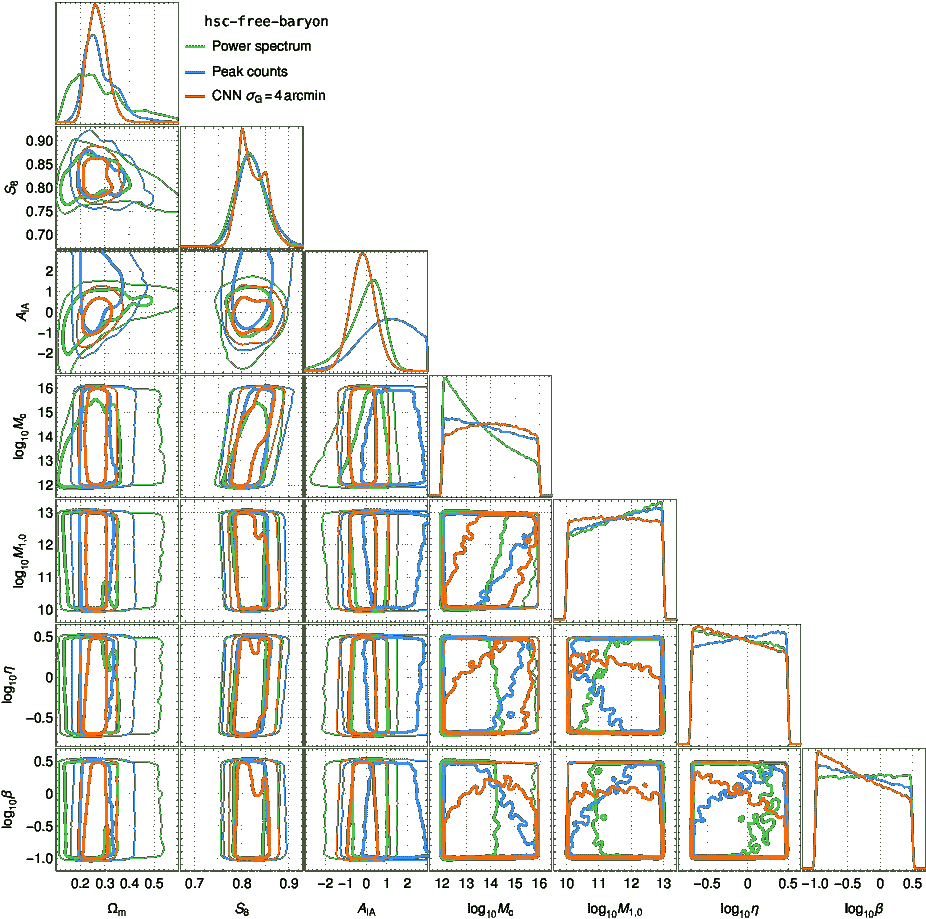 hsc-free-baryon
Power spectrum
Peak counts
CNN σG = 4 arcmin
0.90
0.85
0.80
0.75
0.70
S8
2
1
0
−1
−2
AIA
16
15
14
13
12
log10Mc
13
12
11
10
log10M1,0
0.5
0
−0.5
log10η
0.5
0
−0.5
−1.0
log10β
0.2 0.3 0.4 0.5
0.7 0.8 0.9
−2 −1 0 1 2
12 13 14 15 16
10 11 12 13
−0.5 0 0.5
−1.0 −0.5 0 0.5
Ωm
S8
AIA
log10Mc
log10M1,0
log10η
log10β